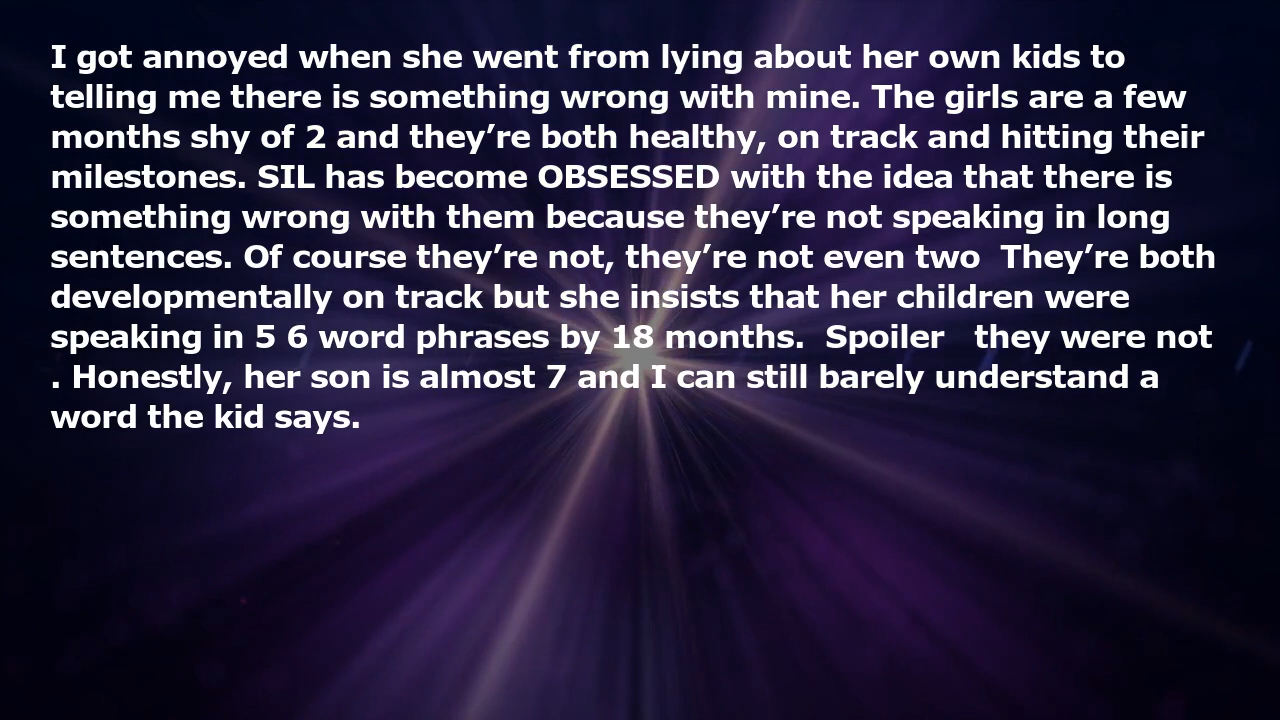 I got annoyed when she went from lying about her own kids to
telling me there is something wrong with mine. The girls are a few
months shy of 2 and they’re both healthy, on track and hitting their
milestones. SIL has become OBSESSED with the idea that there is
something wrong with them because they’re not speaking in long
sentences. Of course they’re not, they’re not even two  They’re both
developmentally on track but she insists that her children were
speaking in 5 6 word phrases by 18 months.  Spoiler   they were not
. Honestly, her son is almost 7 and I can still barely understand a
word the kid says.